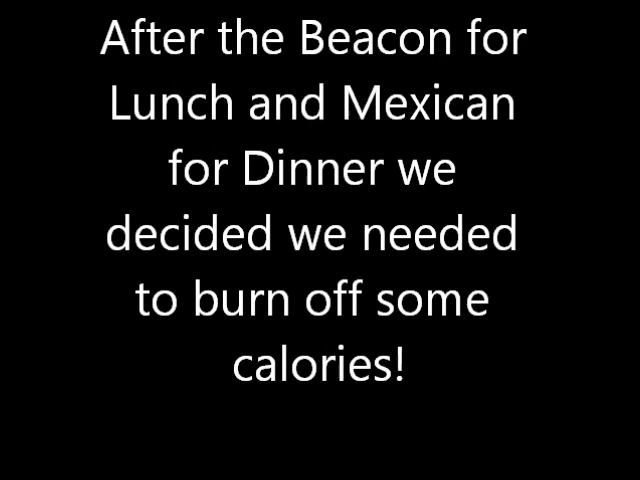 After the Beacon for
Lunch and Mexican
for Dinner we
decided we needed
to burn off some
calories!